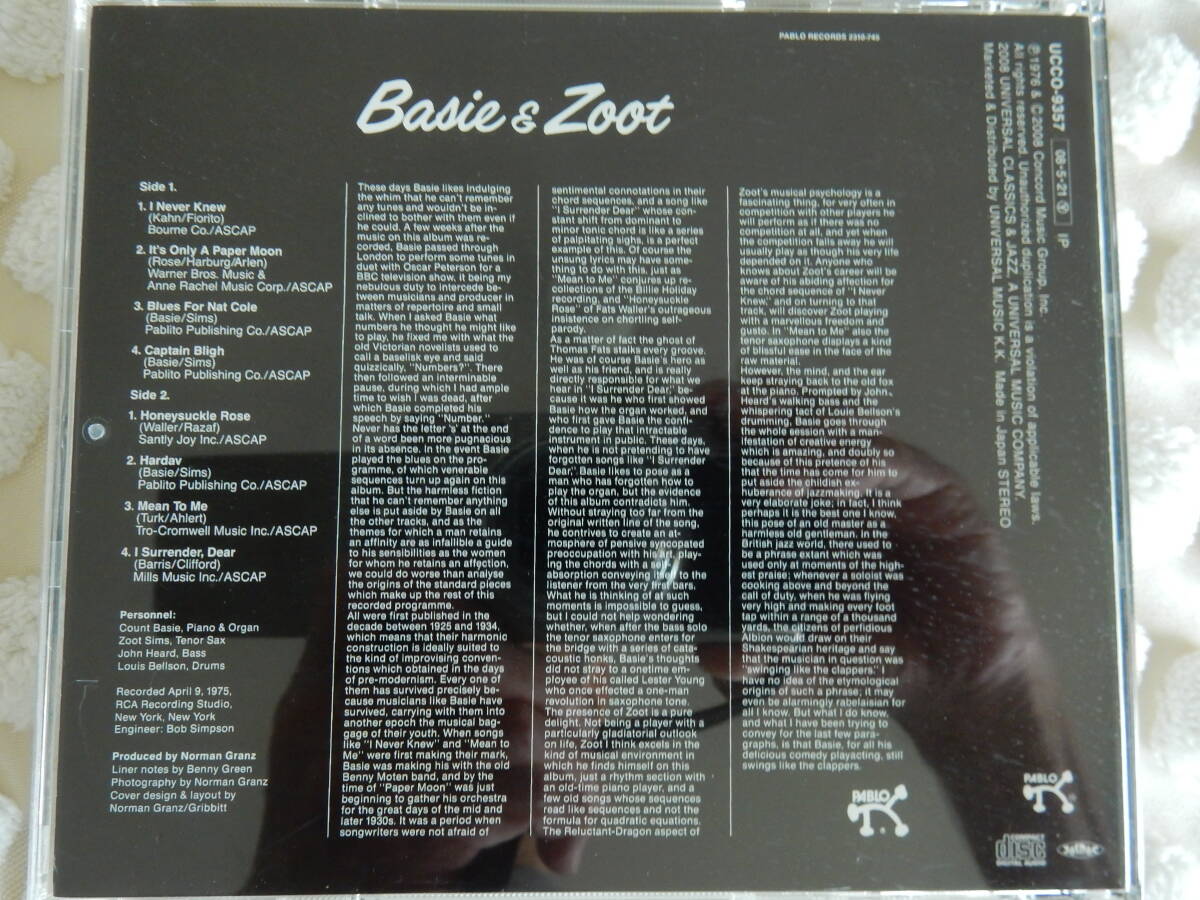 PABLO RECORDS 2310-745
Basie & Zoot
Side 1.
1. I Never Knew
(Kahn/Fiorito)
Bourne Co./ASCAP
2. It's Only A Paper Moon
(Rose/Harburg/Arlen)
Warner Bros. Music &
Anne Rachel Music Corp./ASCAP
3. Blues For Nat Cole
(Basie/Sims)
Pablito Publishing Co./ASCAP
4. Captain Bligh
(Basie/Sims)
Pablito Publishing Co./ASCAP
Side 2.
1. Honeysuckle Rose
(Waller/Razaf)
Santly Joy Inc./ASCAP
2. Hardav
(Basie/Sims)
Pablito Publishing Co./ASCAP
3. Mean To Me
(Turk/Ahlert)
Tro-Cromwell Music Inc./ASCAP
4. I Surrender, Dear
(Barris/Clifford)
Mills Music Inc./ASCAP
Personnel:
Count Basie, Piano & Organ
Zoot Sims, Tenor Sax
John Heard, Bass
Louis Bellson, Drums
Recorded April 9, 1975,
RCA Recording Studio,
New York, New York
Engineer: Bob Simpson
Produced by Norman Granz
Liner notes by Benny Green
Photography by Norman Granz
Cover design & layout by
Norman Granz/Gribbitt
These days Basie likes indulging
the whim that he can't remember
any tunes and wouldn't be in-
clined to bother with them even if
he could. A few weeks after the
music on this album was re-
corded, Basie passed through
London to perform some tunes in
duet with Oscar Peterson for a
BBC television show, it being my
nebulous duty to intercede be-
tween musicians and producer in
matters of repertoire and small
talk. When I asked Basie what
numbers he thought he might like
to play, he fixed me with what the
old Victorian novelists used to
call a baselisk eye and said
quizzically, "Numbers?". There
then followed an interminable
pause, during which I had ample
time to wish I was dead, after
which Basie completed his
speech by saying "Number."
Never has the letter 's' at the end
of a word been more pugnacious
in its absence. In the event Basie
played the blues on the pro-
gramme, of which venerable
sequences turn up again on this
album. But the harmless fiction
that he can't remember anything
else is put aside by Basie on all
the other tracks, and as the
themes for which a man retains
an affinity are as infallible a guide
to his sensibilities as the women
for whom he retains an affection,
we could do worse than analyse
the origins of the standard pieces
which make up the rest of this
recorded programme.
All were first published in the
decade between 1925 and 1934,
which means that their harmonic
construction is ideally suited to
the kind of improvising conven-
tions which obtained in the days
of pre-modernism. Every one of
them has survived precisely be-
cause musicians like Basie have
survived, carrying with them into
another epoch the musical bag-
gage of their youth. When songs
like "I Never Knew" and "Mean to
Me" were first making their mark,
Basie was making his with the old
Benny Moten band, and by the
time of "Paper Moon" was just
beginning to gather his orchestra
for the great days of the mid and
later 1930s. It was a period when
songwriters were not afraid of
sentimental connotations in their
chord sequences, and a song like
"I Surrender Dear" whose con-
stant shift from dominant to
minor tonic chord is like a series
of palpitating sighs, is a perfect
example of this. Of course the
unsung lyrics may have some-
thing to do with this, just as
"Mean to Me" conjures up re-
collections of the Billie Holiday
recording, and "Honeysuckle
Rose" of Fats Waller's outrageous
insistence on chortling self-
parody.
As a matter of fact the ghost of
Thomas Fats stalks every groove.
He was of course Basie's hero as
well as his friend, and is really
directly responsible for what we
hear in "I Surrender Dear," be-
cause it was he who first showed
Basie how the organ worked, and
who first gave Basie the confi-
dence to play that intractable
instrument in public. These days,
when he is not pretending to have
forgotten songs like "I Surrender
Dear," Basie likes to pose as a
man who has forgotten how to
play the organ, but the evidence
of this album contradicts him.
Without straying too far from the
original written line of the song,
he contrives to create an at-
mosphere of pensive syncopated
preoccupation with his art, play-
ing the chords with a self
absorption conveying itself to the
listener from the very first bars.
What he is thinking of at such
moments is impossible to guess,
but I could not help wondering
whether, when after the bass solo
the tenor saxophone enters for
the bridge with a series of cata-
coustic honks, Basie's thoughts
did not stray to a onetime em-
ployee of his called Lester Young
who once effected a one-man
revolution in saxophone tone.
The presence of Zoot is a pure
delight. Not being a player with a
particularly gladiatorial outlook
on life, Zoot I think excels in the
kind of musical environment in
which he finds himself on this
album, just a rhythm section with
an old-time piano player, and a
few old songs whose sequences
read like sequences and not the
formula for quadratic equations.
The Reluctant-Dragon aspect of
Zoot's musical psychology is a
fascinating thing, for very often in
competition with other players he
will perform as if there was no
competition at all, and yet when
the competition falls away he will
usually play as though his very life
depended on it. Anyone who
knows about Zoot's career will be
aware of his abiding affection for
the chord sequence of "I Never
Knew," and on turning to that
track, will discover Zoot playing
with a marvellous freedom and
gusto. In "Mean to Me" also the
tenor saxophone displays a kind
of blissful ease in the face of the
raw material.
However, the mind, and the ear
keep straying back to the old fox
at the piano. Prompted by John
Heard's walking bass and the
whispering tact of Louie Bellson's
drumming, Basie goes through
the whole session with a man-
ifestation of creative energy
which is amazing, and doubly so
because of this pretence of his
that the time has come for him to
put aside the childish ex-
huberance of jazzmaking. It is a
very elaborate joke; in fact, I think
perhaps it is the best one I know,
this pose of an old master as a
harmless old gentleman. In the
British jazz world, there used to
be a phrase extant which was
used only at moments of the high-
est praise; whenever a soloist was
cooking above and beyond the
call of duty, when he was flying
very high and making every foot
tap within range of a thousand
yards, the citizens of perfidious
Albion would draw on their
Shakespearian heritage and say
that the musician in question was
"swinging like the clappers." I
have no idea of the etymological
origins of such a phrase; it may
even be alarmingly rabelaisian for
all I know. But what I do know,
and what I have been trying to
convey for the last few para-
graphs, is that Basie, for all his
delicious comedy playacting, still
swings like the clappers.
PABLO
UCCO-9357 08·5·21 Ⓨ IP
℗1976 & ©2008 Concord Music Group, Inc.
All rights reserved. Unauthorized duplication is a violation of applicable laws.
2008 UNIVERSAL CLASSICS & JAZZ, A UNIVERSAL MUSIC COMPANY.
Marketed & Distributed by UNIVERSAL MUSIC K.K. Made in Japan STEREO
PABLO
COMPACT
disc
DIGITAL AUDIO